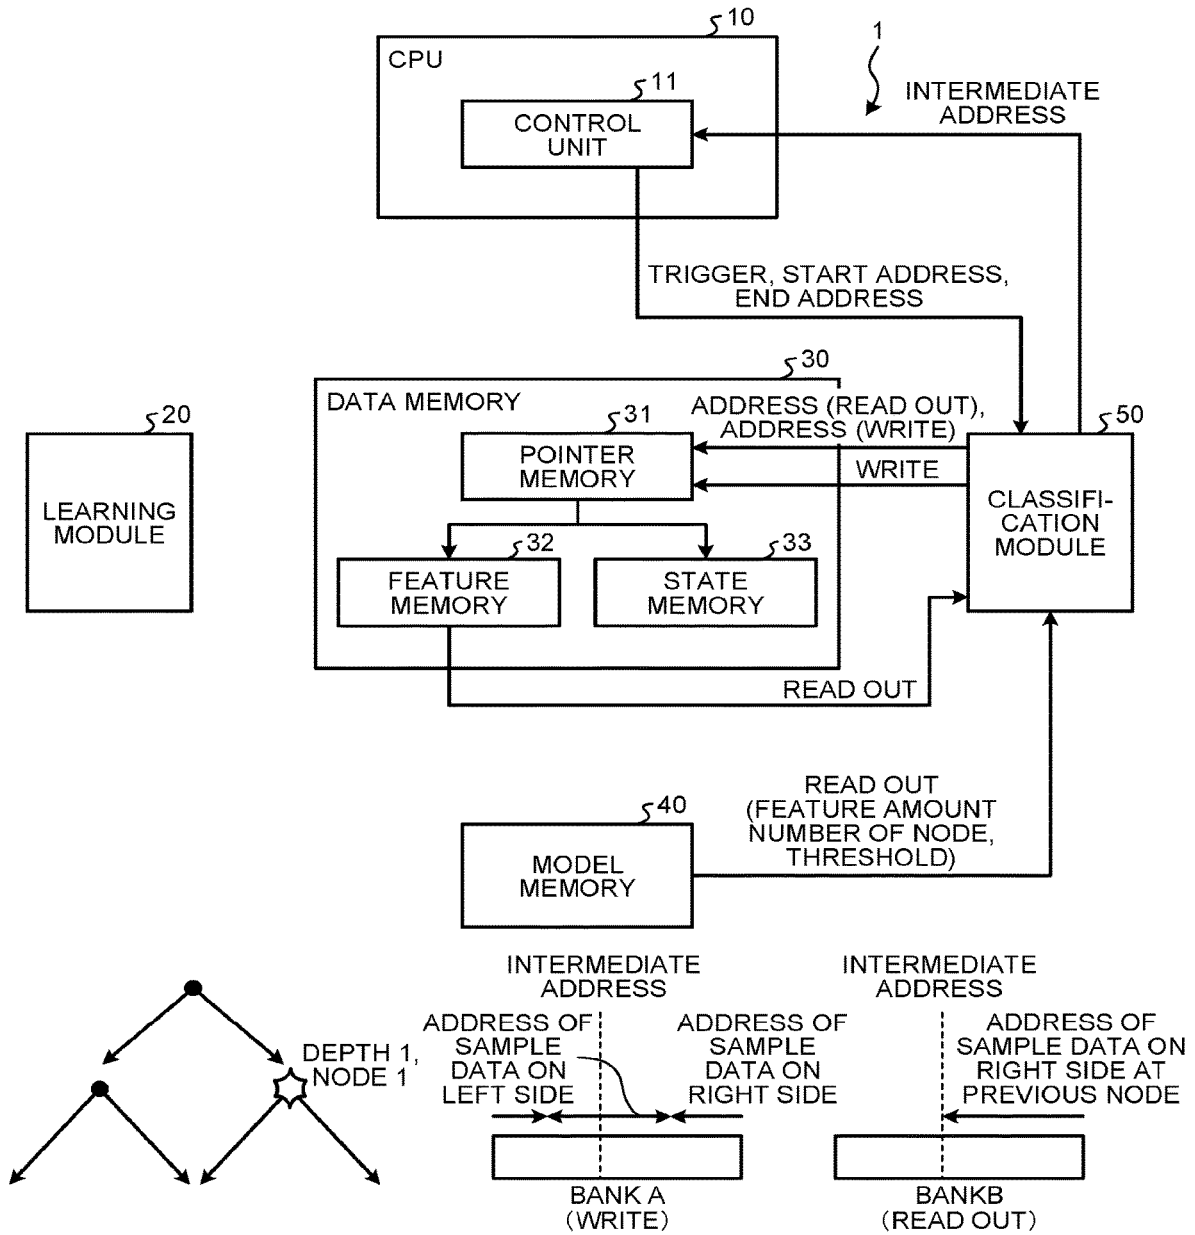 10
1
CPU
11
CONTROL
UNIT
INTERMEDIATE
ADDRESS
TRIGGER, START ADDRESS,
END ADDRESS
30
DATA MEMORY
20
LEARNING
MODULE
31
POINTER
MEMORY
ADDRESS (READ OUT),
ADDRESS (WRITE)
WRITE
50
CLASSIFI-
CATION
MODULE
32
FEATURE
MEMORY
33
STATE
MEMORY
READ OUT
40
MODEL
MEMORY
READ OUT
(FEATURE AMOUNT
NUMBER OF NODE,
THRESHOLD)
DEPTH 1,
NODE 1
INTERMEDIATE
ADDRESS
ADDRESS OF
SAMPLE
DATA ON
LEFT SIDE
ADDRESS OF
SAMPLE
DATA ON
RIGHT SIDE
BANK A
(WRITE)
INTERMEDIATE
ADDRESS
ADDRESS OF
SAMPLE DATA ON
RIGHT SIDE AT
PREVIOUS NODE
BANKB
(READ OUT)